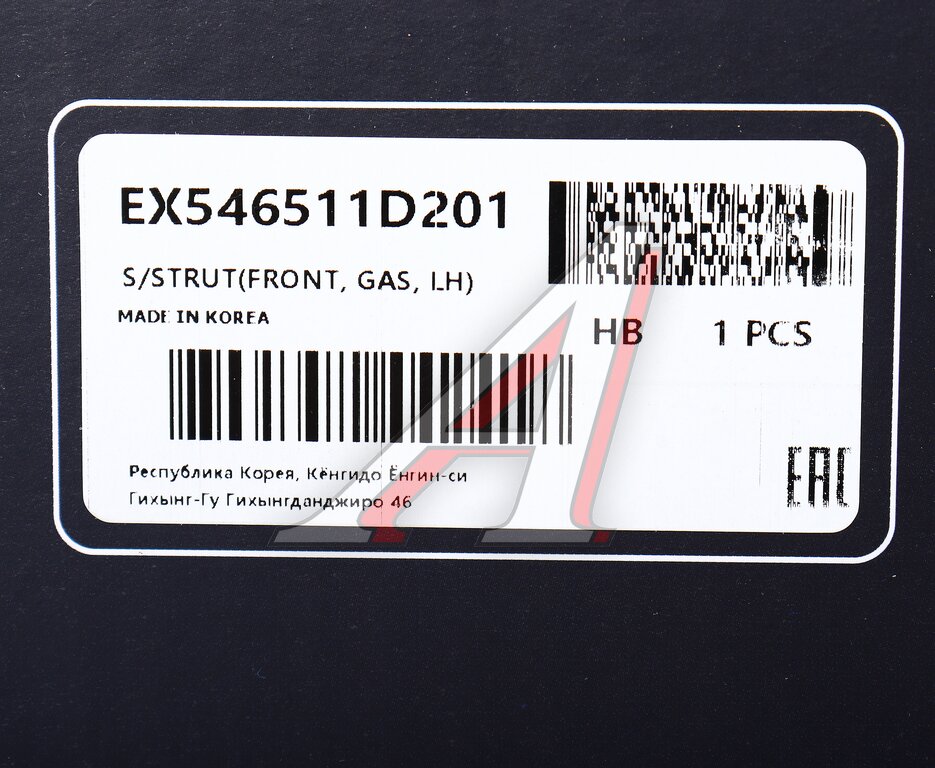 EX546511D201
S/STRUT(FRONT, GAS, LH)
MADE IN KOREA
HB 1 PCS
Республика Корея, Кёнгидо Ёнгин-си
Гихынг-Гу Гихынгданджиро 46
EAC